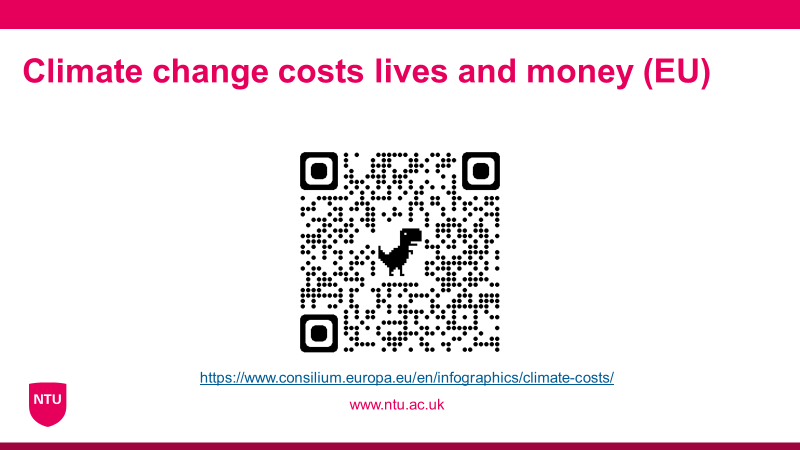 Climate change costs lives and money (EU)
https://www.consilium.europa.eu/en/infographics/climate-costs/
NTU
www.ntu.ac.uk